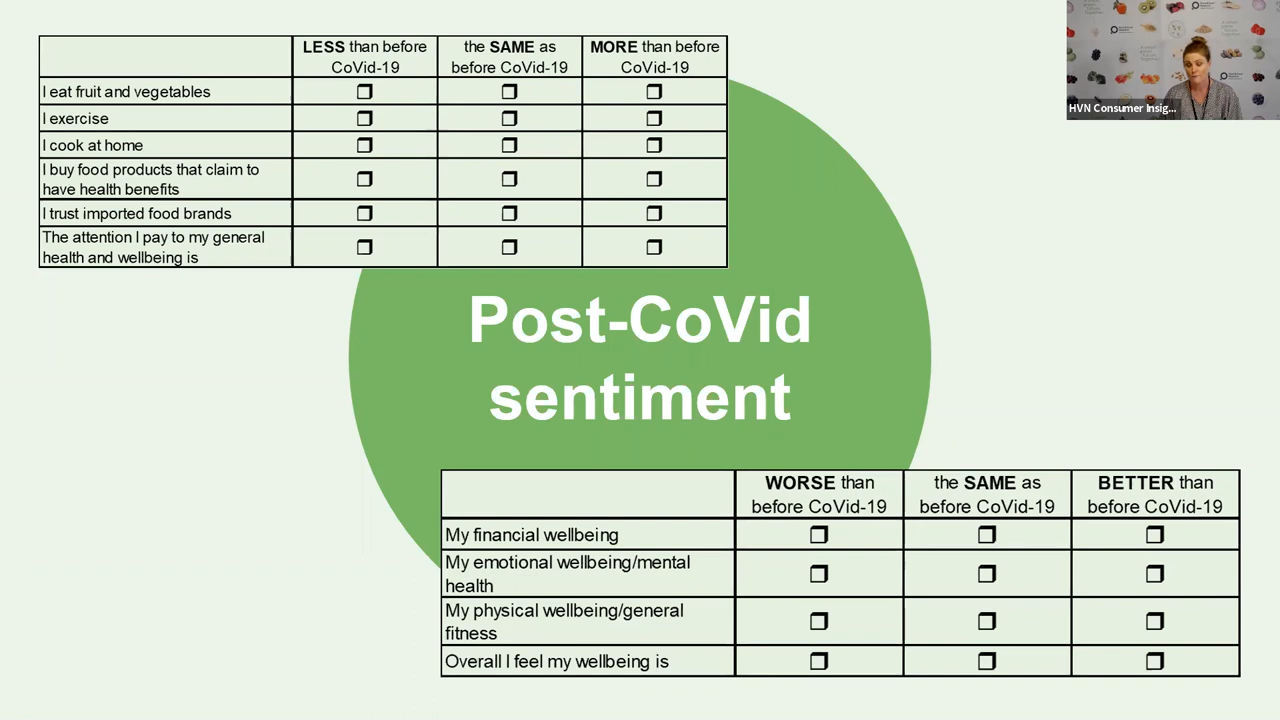 LESS than before the SAME as MORE than before
CoVid-19 before CoVid-19 CoVid-19
I eat fruit and vegetables ❒ ❒ ❒
I exercise ❒ ❒ ❒
I cook at home ❒ ❒ ❒
I buy food products that claim to
have health benefits ❒ ❒ ❒
I trust imported food brands ❒ ❒ ❒
The attention I pay to my general
health and wellbeing is ❒ ❒ ❒
HVN Consumer Insig...
Post-CoVid
sentiment
WORSE than the SAME as BETTER than
before CoVid-19 before CoVid-19 before CoVid-19
My financial wellbeing ❒ ❒ ❒
My emotional wellbeing/mental
health ❒ ❒ ❒
My physical wellbeing/general
fitness ❒ ❒ ❒
Overall I feel my wellbeing is ❒ ❒ ❒